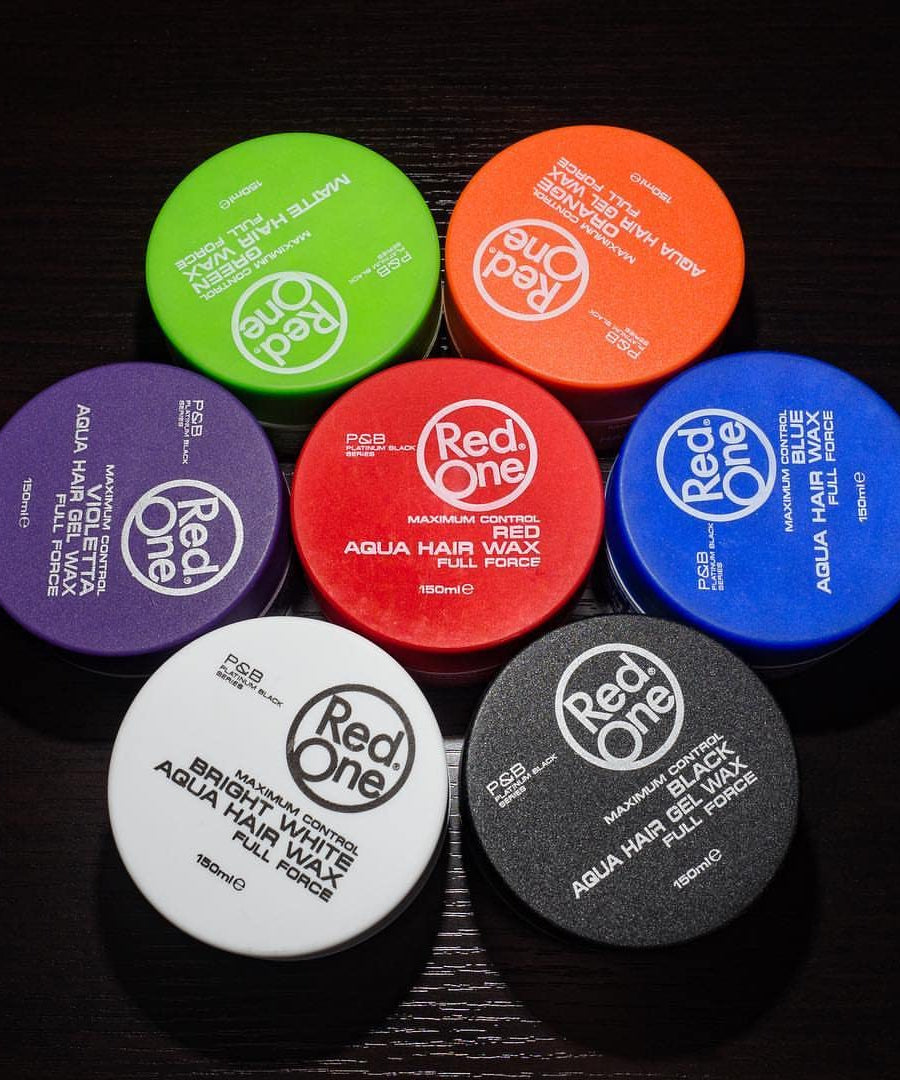 150ml℮
MATTE HAIR WAX
FULL FORCE
GREEN
MAXIMUM CONTROL
P&B
PLATINUM BLACK
SERIES
Red
One®
P&B
PLATINUM BLACK
SERIES
Red
One®
MAXIMUM CONTROL
ORANGE
AQUA HAIR GEL WAX
FULL FORCE
150ml℮
P&B
PLATINUM BLACK
SERIES
Red®
One
MAXIMUM CONTROL
VIOLETTA
AQUA HAIR GEL WAX
FULL FORCE
150ml℮
P&B
PLATINUM BLACK
SERIES
Red®
One
MAXIMUM CONTROL
RED
AQUA HAIR WAX
FULL FORCE
150ml℮
P&B
PLATINUM BLACK
SERIES
Red®
One
MAXIMUM CONTROL
BLUE
AQUA HAIR WAX
FULL FORCE
150ml℮
P&B
PLATINUM BLACK
SERIES
Red
One®
MAXIMUM CONTROL
BRIGHT WHITE
AQUA HAIR WAX
FULL FORCE
150ml℮
P&B
PLATINUM BLACK
SERIES
Red®
One
MAXIMUM CONTROL
BLACK
AQUA HAIR GEL WAX
FULL FORCE
150ml℮